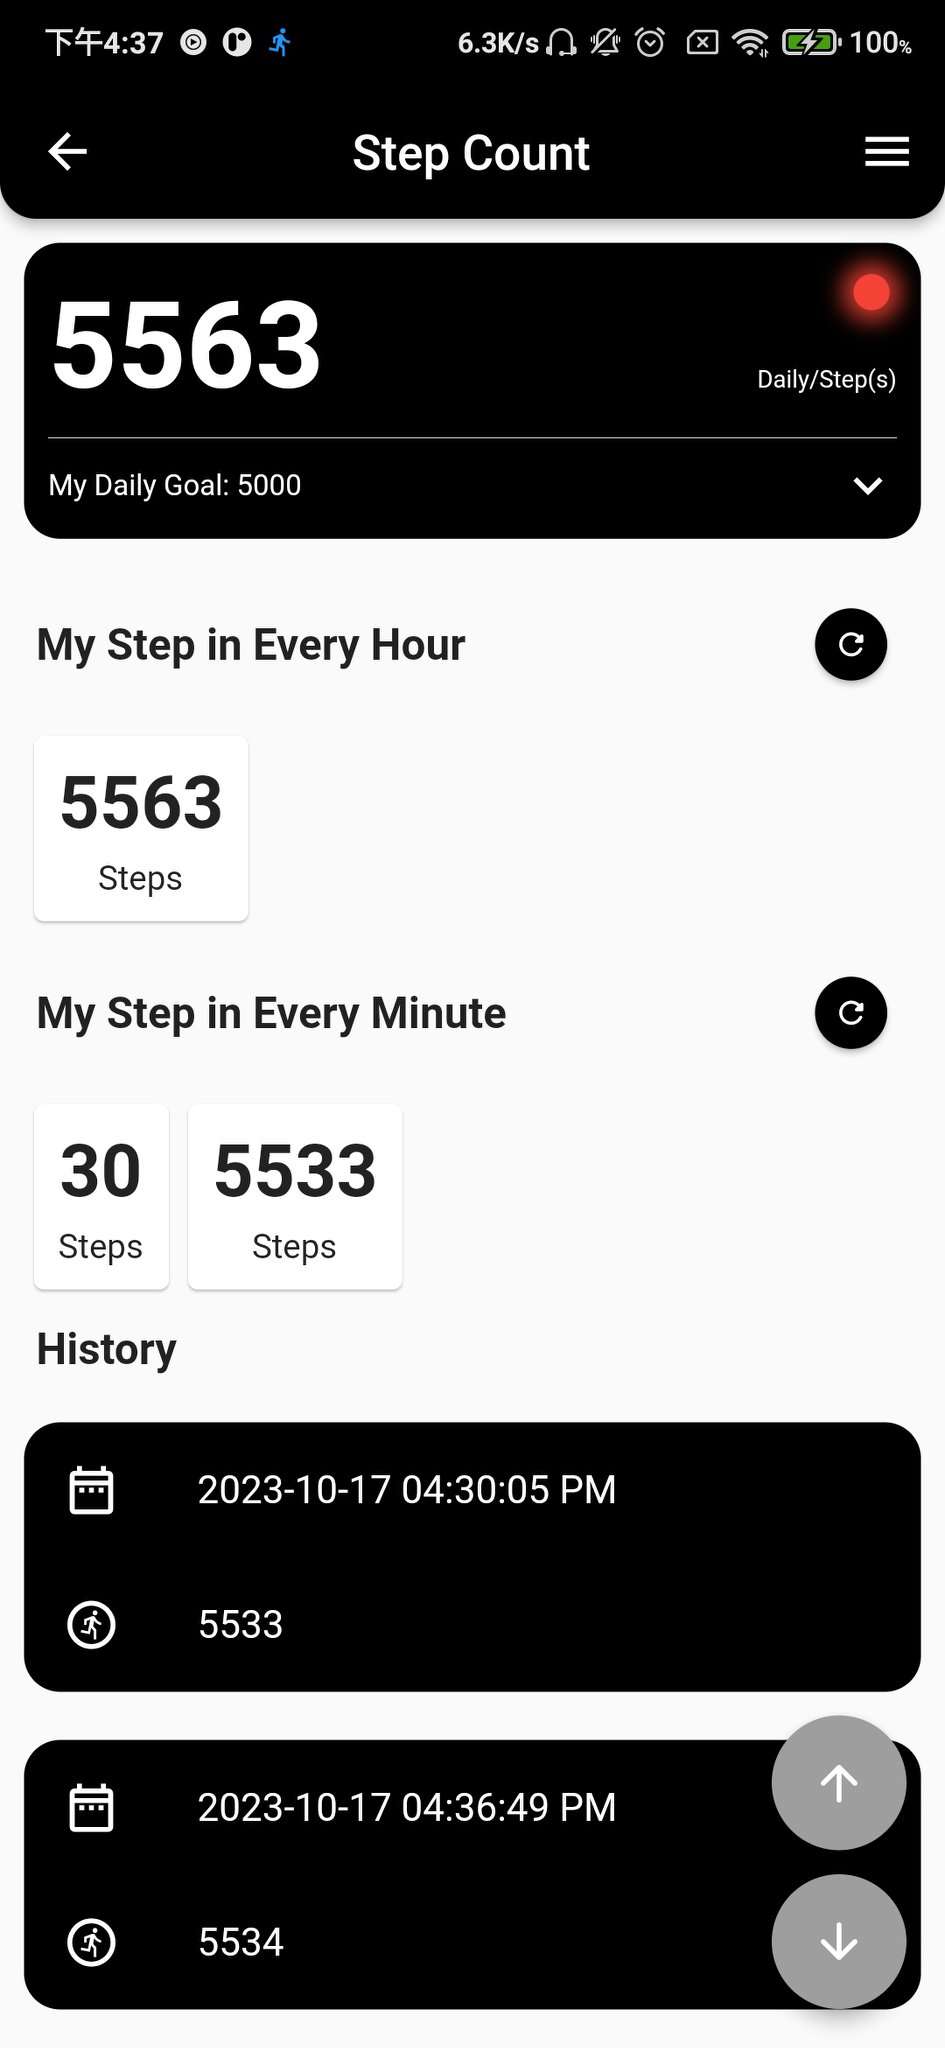 下午4:37 6.3K/s 100%
Step Count
5563
Daily/Step(s)
My Daily Goal: 5000
My Step in Every Hour
5563
Steps
My Step in Every Minute
30 5533
Steps Steps
History
2023-10-17 04:30:05 PM
5533
2023-10-17 04:36:49 PM
5534